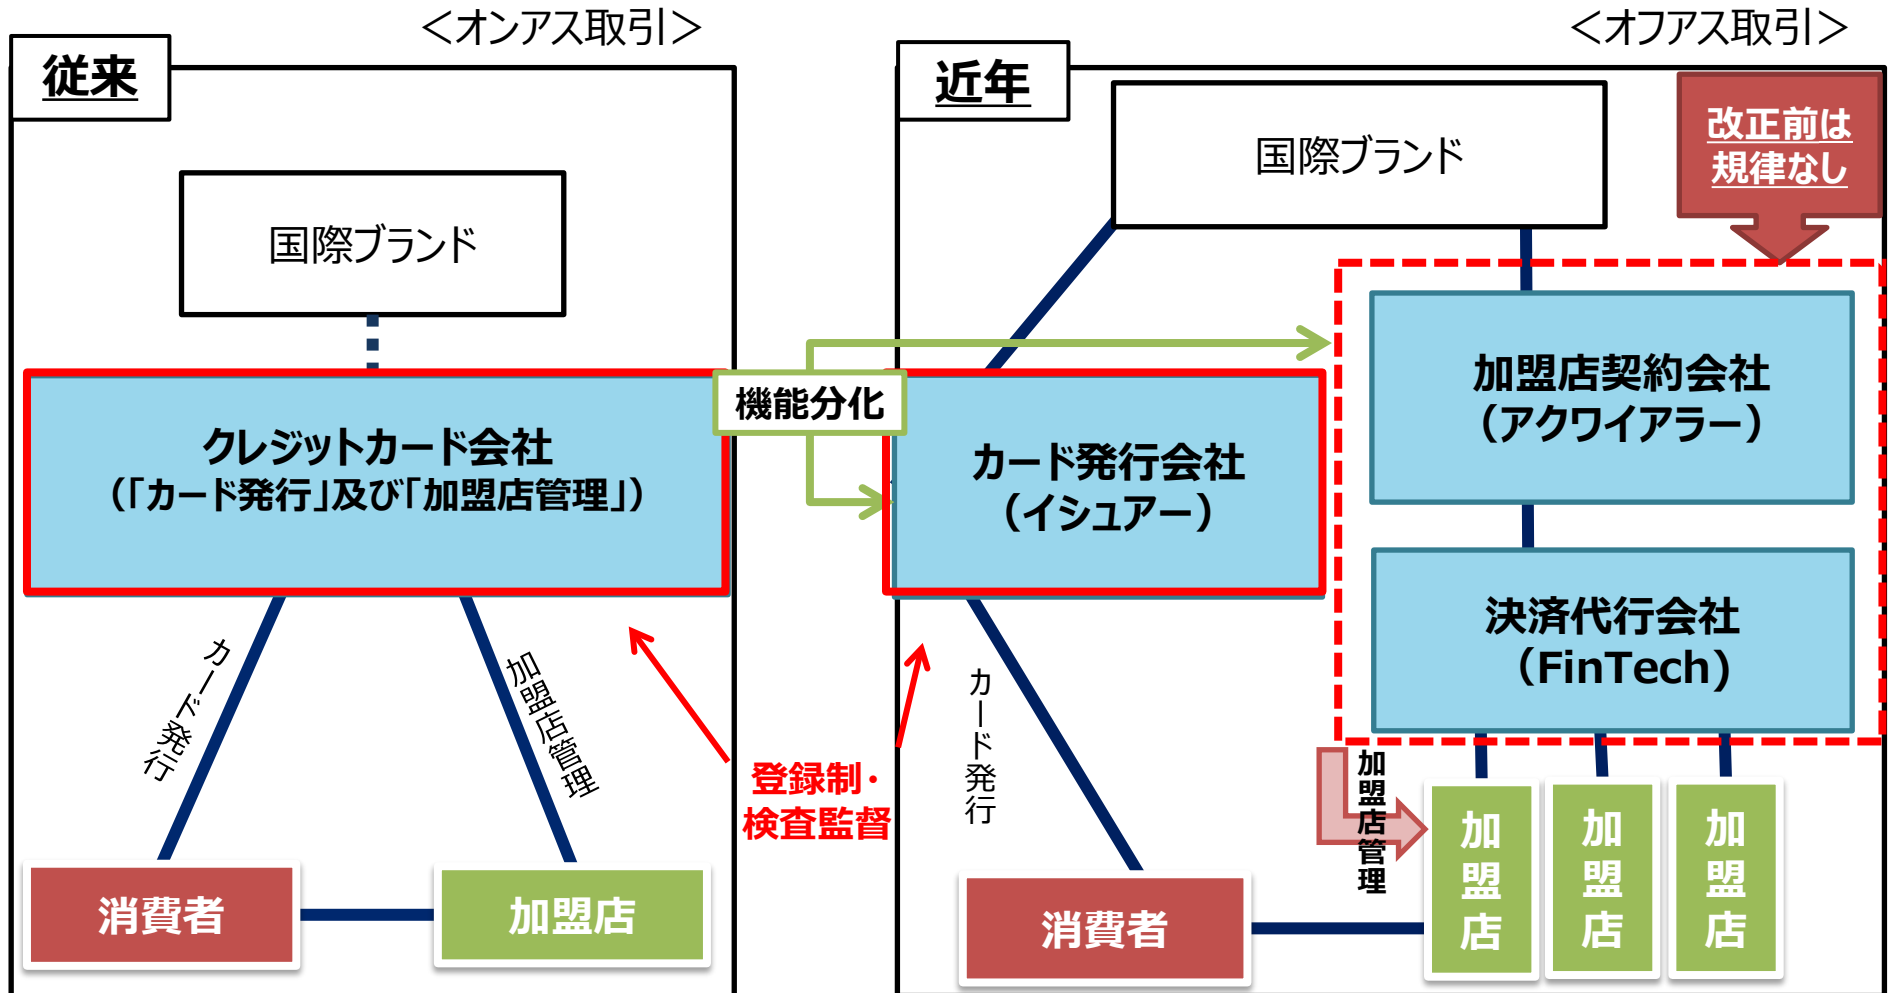 ＜オンアス取引＞
従来
国際ブランド
クレジットカード会社
（「カード発行」及び「加盟店管理」）
カード発行
加盟店管理
消費者
加盟店
機能分化
登録制・
検査監督
＜オフアス取引＞
近年
国際ブランド
改正前は
規律なし
カード発行会社
（イシュアー）
加盟店契約会社
（アクワイアラー）
決済代行会社
（FinTech）
カード発行
加盟店管理
消費者
加盟店
加盟店
加盟店